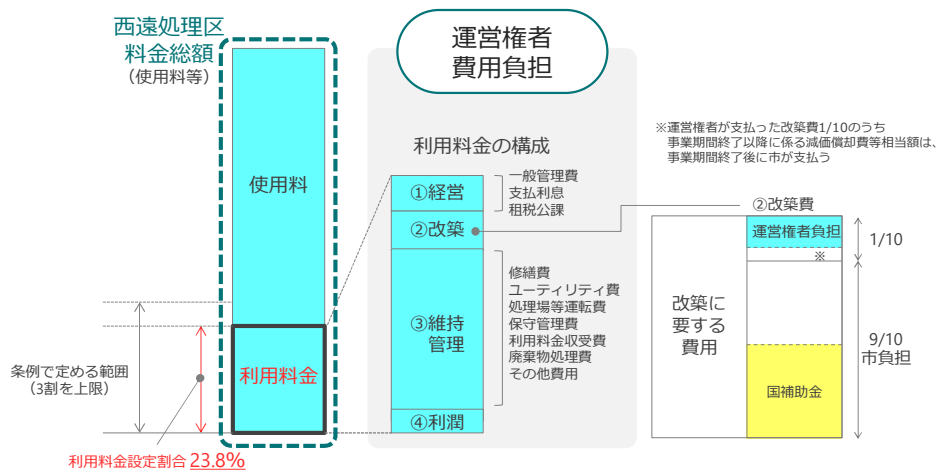 西遠処理区
料金総額
（使用料等）
使用料
利用料金
条例で定める範囲
（3割を上限）
利用料金設定割合 23.8%
運営権者
費用負担
利用料金の構成
①経営
②改築
③維持
管理
④利潤
一般管理費
支払利息
租税公課
修繕費
ユーティリティ費
処理場等運転費
保守管理費
利用料金収受費
廃棄物処理費
その他費用
※運営権者が支払った改築費1/10のうち
事業期間終了以降に係る減価償却費等相当額は、
事業期間終了後に市が支払う
②改築費
改築に
要する
費用
運営権者負担
※
国補助金
1/10
9/10
市負担